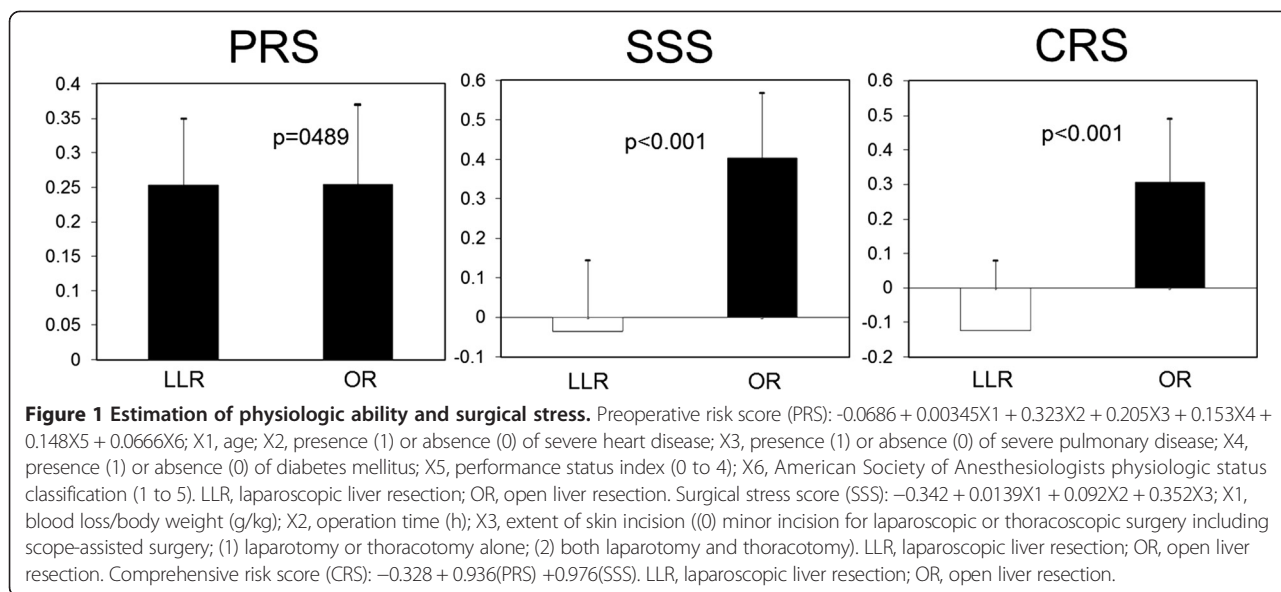 PRS
0.4
0.35
0.3
0.25
0.2
0.15
0.1
0.05
0
p=0489
LLR OR
SSS
0.6
0.5
0.4
0.3
0.2
0.1
0
-0.1
p<0.001
LLR OR
CRS
0.6
0.5
0.4
0.3
0.2
0.1
0
-0.1
-0.2
p<0.001
LLR OR
Figure 1 Estimation of physiologic ability and surgical stress. Preoperative risk score (PRS): -0.0686 + 0.00345X1 + 0.323X2 + 0.205X3 + 0.153X4 +
0.148X5 + 0.0666X6; X1, age; X2, presence (1) or absence (0) of severe heart disease; X3, presence (1) or absence (0) of severe pulmonary disease; X4,
presence (1) or absence (0) of diabetes mellitus; X5, performance status index (0 to 4); X6, American Society of Anesthesiologists physiologic status
classification (1 to 5). LLR, laparoscopic liver resection; OR, open liver resection. Surgical stress score (SSS): −0.342 + 0.0139X1 + 0.092X2 + 0.352X3; X1,
blood loss/body weight (g/kg); X2, operation time (h); X3, extent of skin incision ((0) minor incision for laparoscopic or thoracoscopic surgery including
scope-assisted surgery; (1) laparotomy or thoracotomy alone; (2) both laparotomy and thoracotomy). LLR, laparoscopic liver resection; OR, open liver
resection. Comprehensive risk score (CRS): −0.328 + 0.936(PRS) +0.976(SSS). LLR, laparoscopic liver resection; OR, open liver resection.